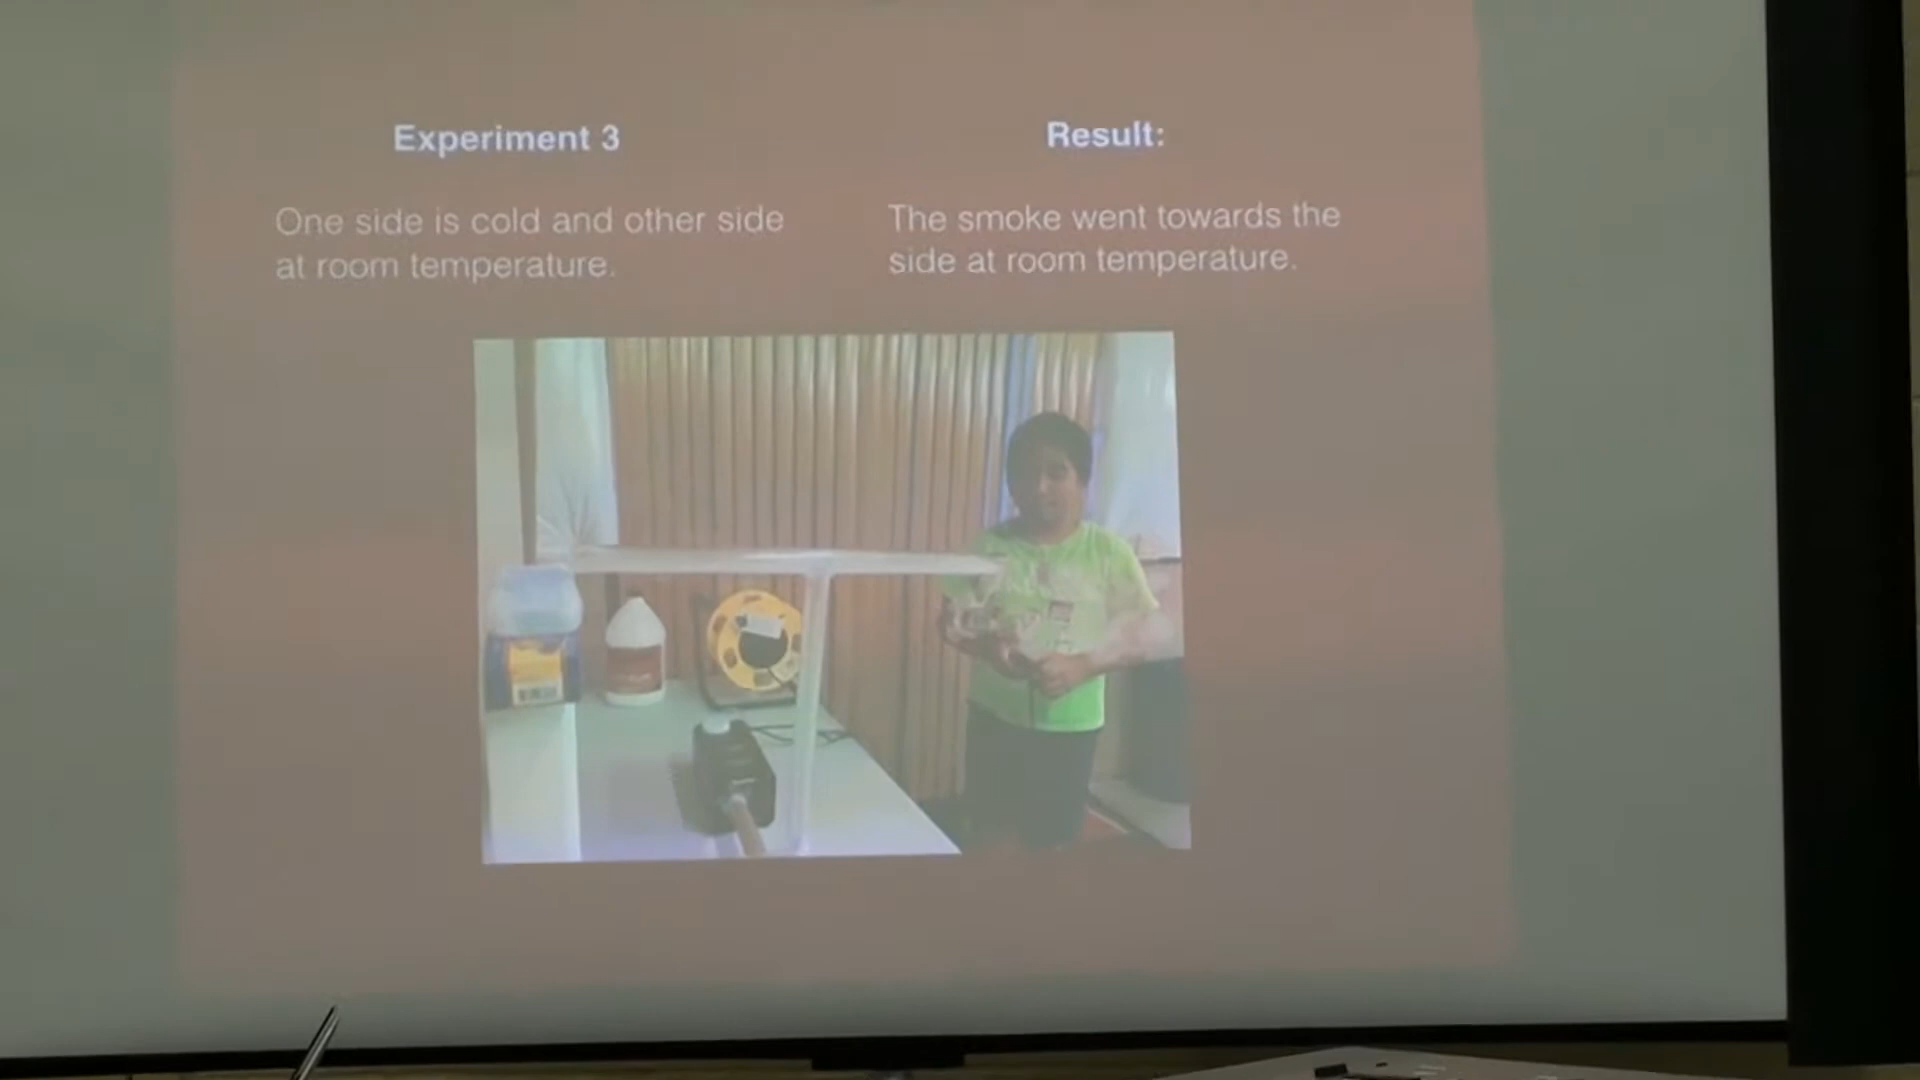 Experiment 3
One side is cold and other side
at room temperature.
Result:
The smoke went towards the
side at room temperature.